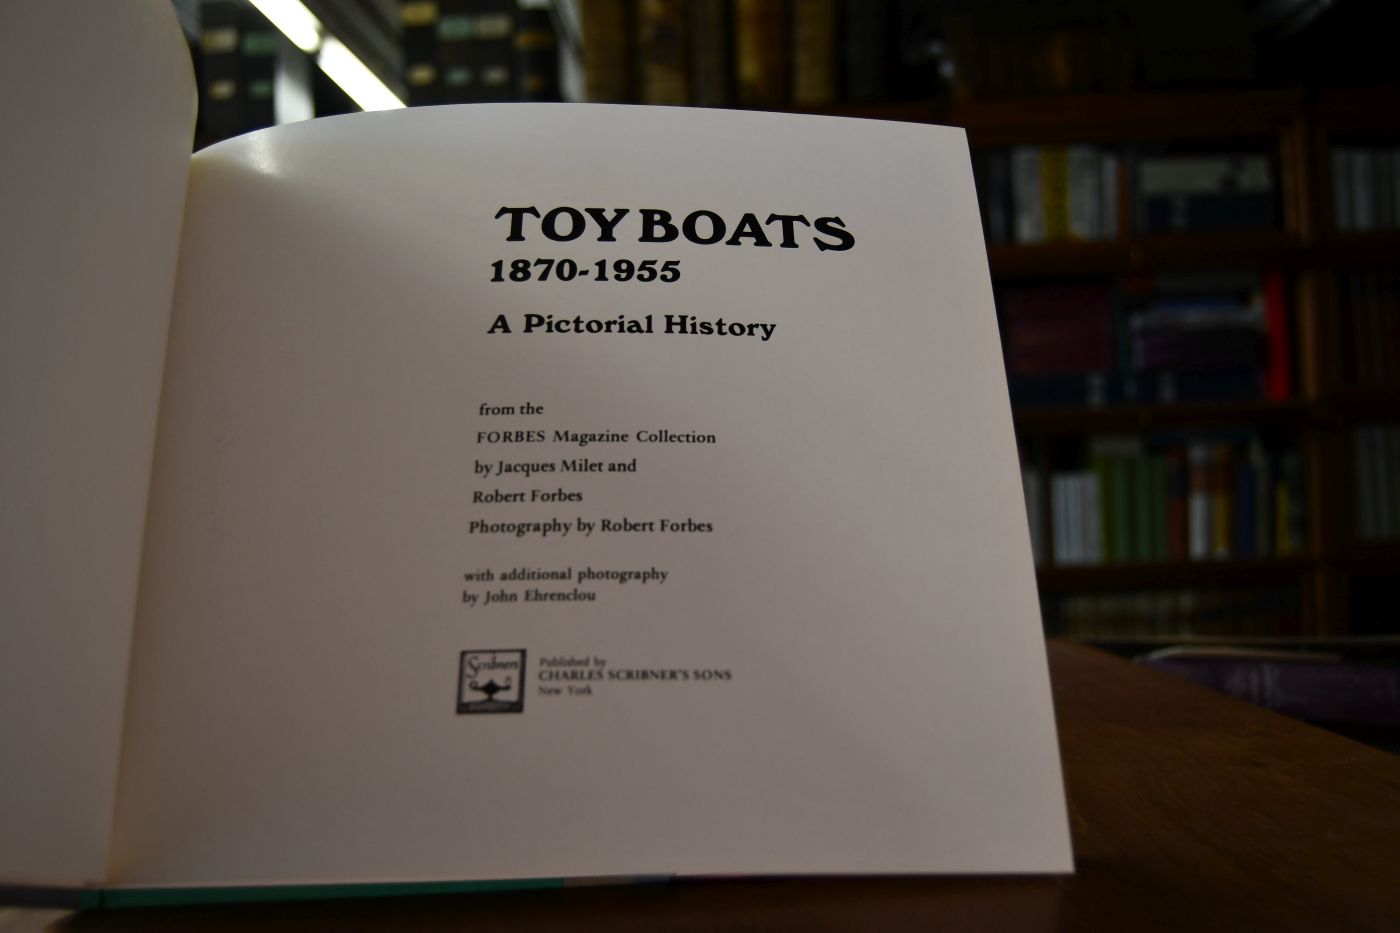 TOY BOATS
1870-1955
A Pictorial History
from the
FORBES Magazine Collection
by Jacques Milet and
Robert Forbes
Photography by Robert Forbes
with additional photography
by John Ehrenclou
Scribners
Published by
CHARLES SCRIBNER'S SONS
New York